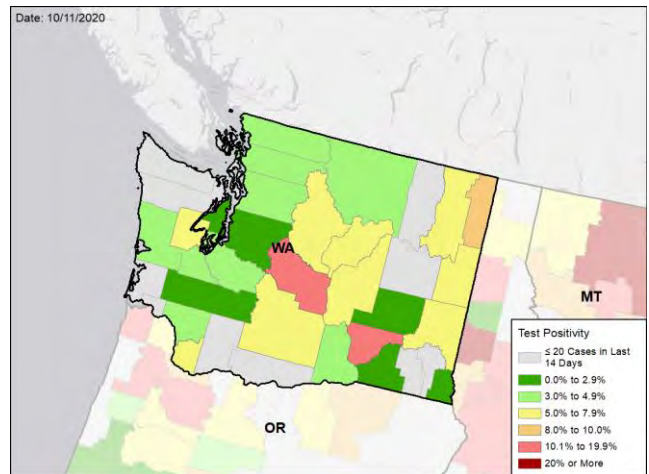 Date: 10/11/2020
WA
MT
OR
Test Positivity
≤ 20 Cases in Last
14 Days
0.0% to 2.9%
3.0% to 4.9%
5.0% to 7.9%
8.0% to 10.0%
10.1% to 19.9%
20% or More